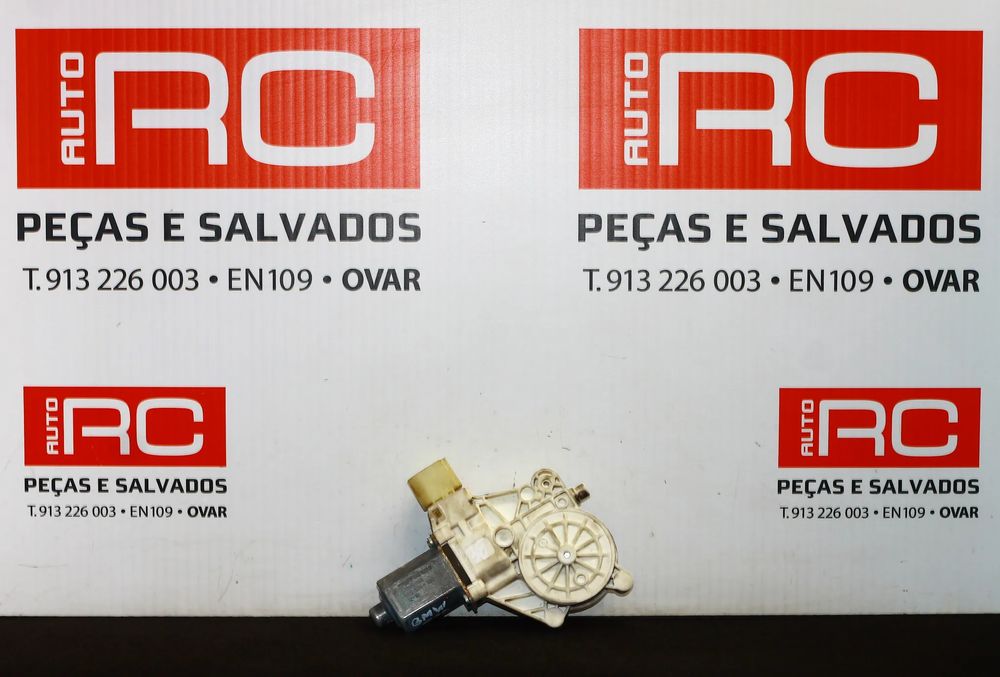 AUTO RC
PEÇAS E SALVADOS
T. 913 226 003 • EN109 • OVAR
AUTO RC
PEÇAS E SALVADOS
T. 913 226 003 • EN109 • OVAR
AUTO RC
PEÇAS E SALVADOS
T. 913 226 003 • EN109 • OVAR
AUTO RC
PEÇAS E SALVADOS
T. 913 226 003 • EN109 • OVAR
BMW